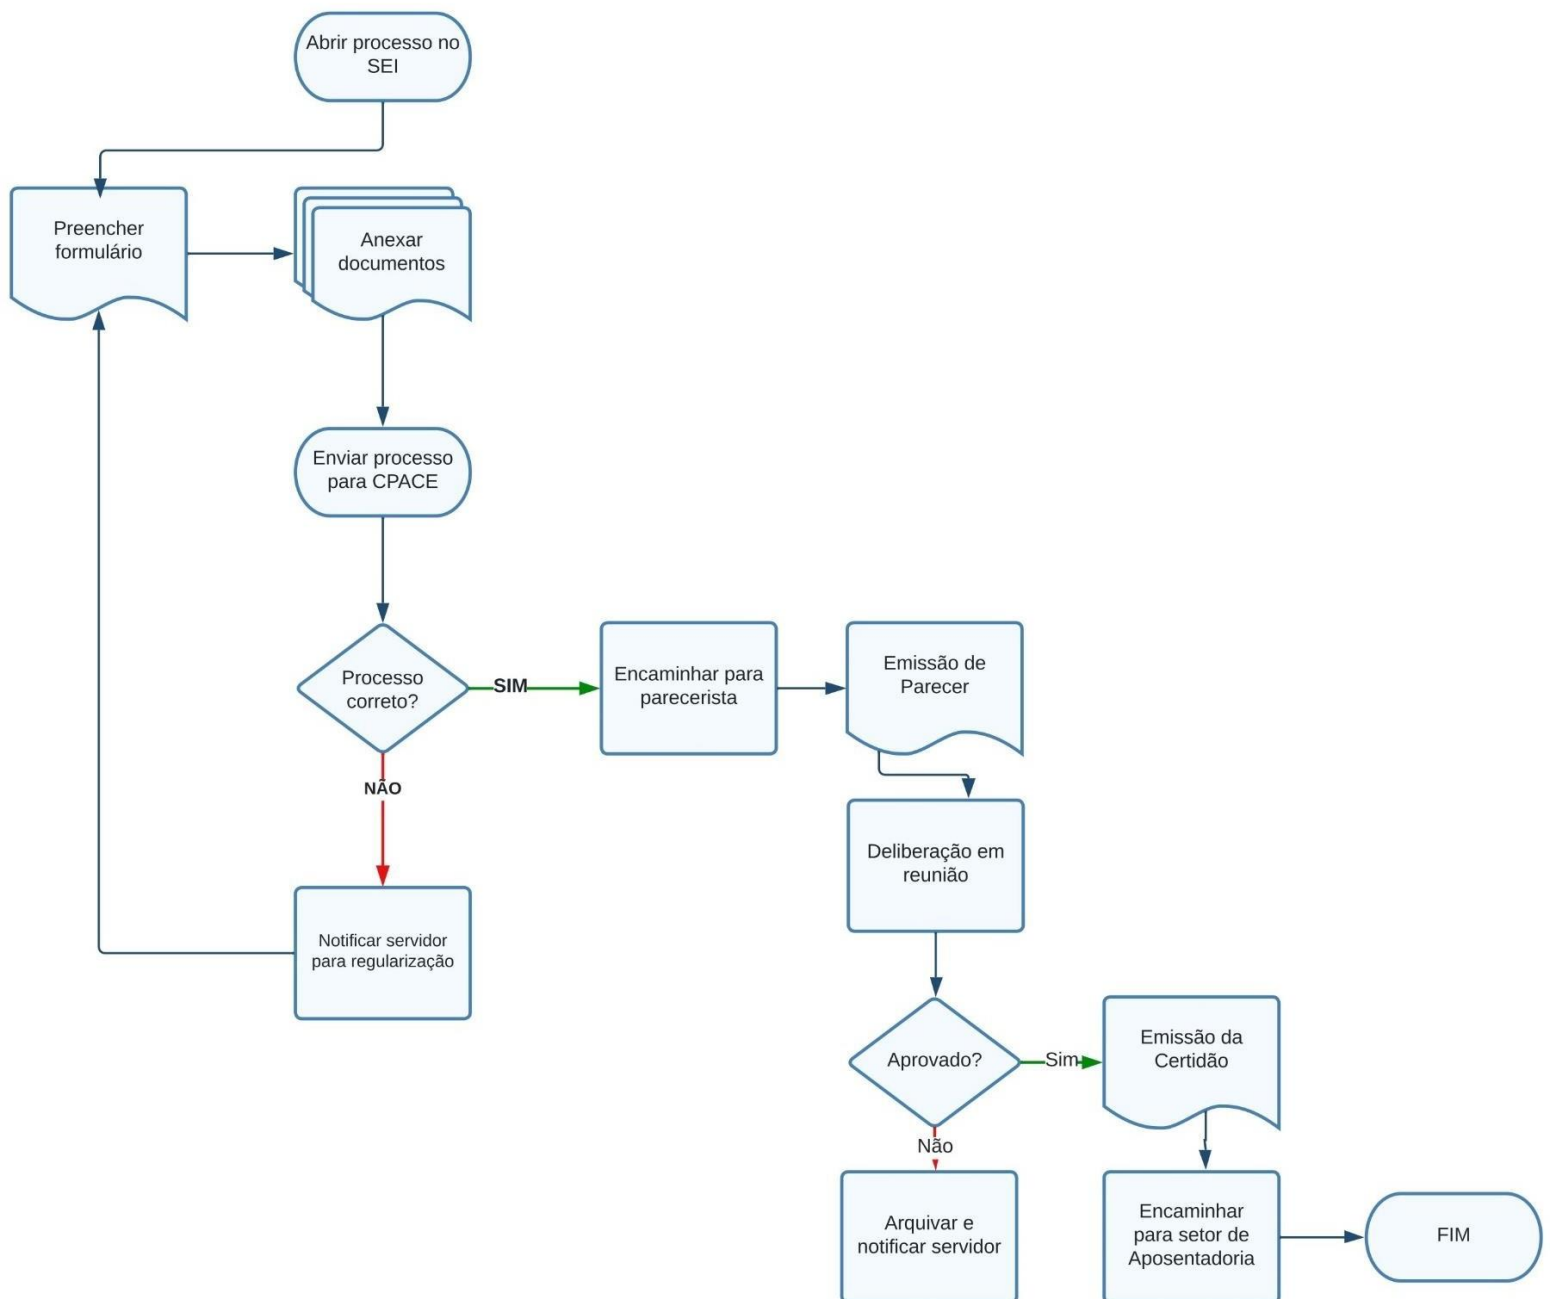 Abrir processo no
SEI
Preencher
formulário
Anexar
documentos
Enviar processo
para CPACE
Processo
correto?
SIM
Encaminhar para
parecerista
Emissão de
Parecer
NÃO
Deliberação em
reunião
Notificar servidor
para regularização
Aprovado?
Sim
Emissão da
Certidão
Não
Arquivar e
notificar servidor
Encaminhar
para setor de
Aposentadoria
FIM